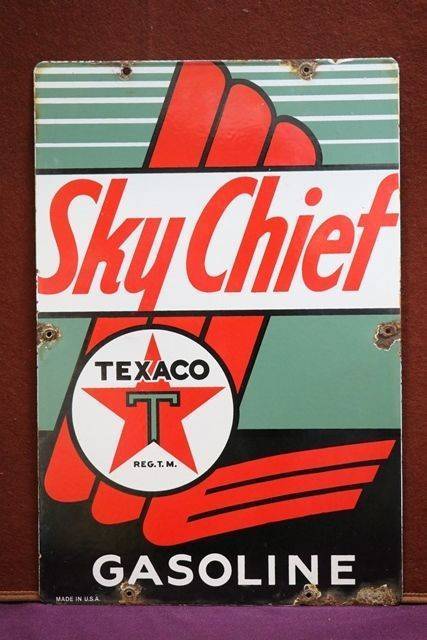 Sky Chief
TEXACO
T
REG. T. M.
GASOLINE
MADE IN U.S.A.